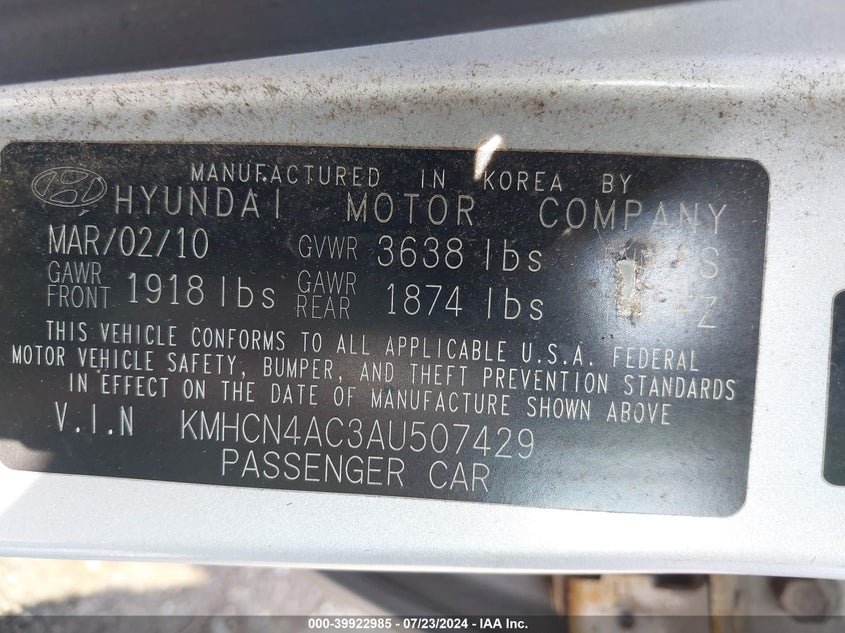 MANUFACTURED IN KOREA BY
HYUNDAI MOTOR COMPANY
MAR/02/10 GVWR 3638 lbs
GAWR FRONT 1918 lbs GAWR REAR 1874 lbs
THIS VEHICLE CONFORMS TO ALL APPLICABLE U.S.A. FEDERAL
MOTOR VEHICLE SAFETY, BUMPER, AND THEFT PREVENTION STANDARDS
IN EFFECT ON THE DATE OF MANUFACTURE SHOWN ABOVE
V.I.N KMHCN4AC3AU507429
PASSENGER CAR
000-39922985 / 07/23/2024 - IAA Inc.